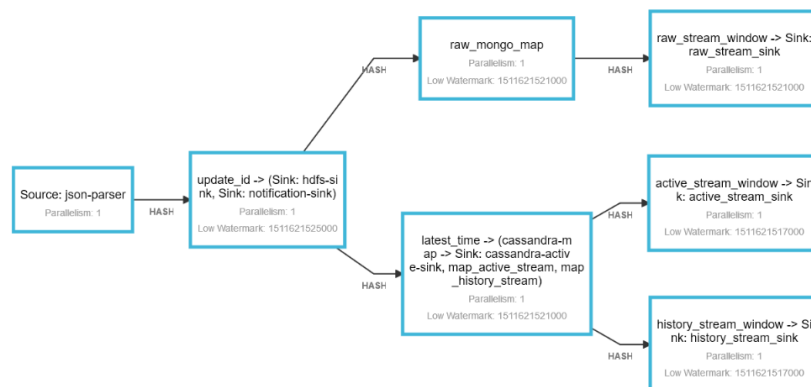 raw_mongo_map
Parallelism: 1
Low Watermark: 1511621521000
HASH
HASH
raw_stream_window -> Sink:
raw_stream_sink
Parallelism: 1
Low Watermark: 1511621521000
Source: json-parser
Parallelism: 1
HASH
update_id -> (Sink: hdfs-si
nk, Sink: notification-sink)
Parallelism: 1
Low Watermark: 1511621525000
HASH
latest_time -> (cassandra-m
ap -> Sink: cassandra-activ
e-sink, map_active_stream, map
_history_stream)
Parallelism: 1
Low Watermark: 1511621521000
HASH
active_stream_window -> Sin
k: active_stream_sink
Parallelism: 1
Low Watermark: 1511621517000
HASH
history_stream_window -> Si
nk: history_stream_sink
Parallelism: 1
Low Watermark: 1511621517000